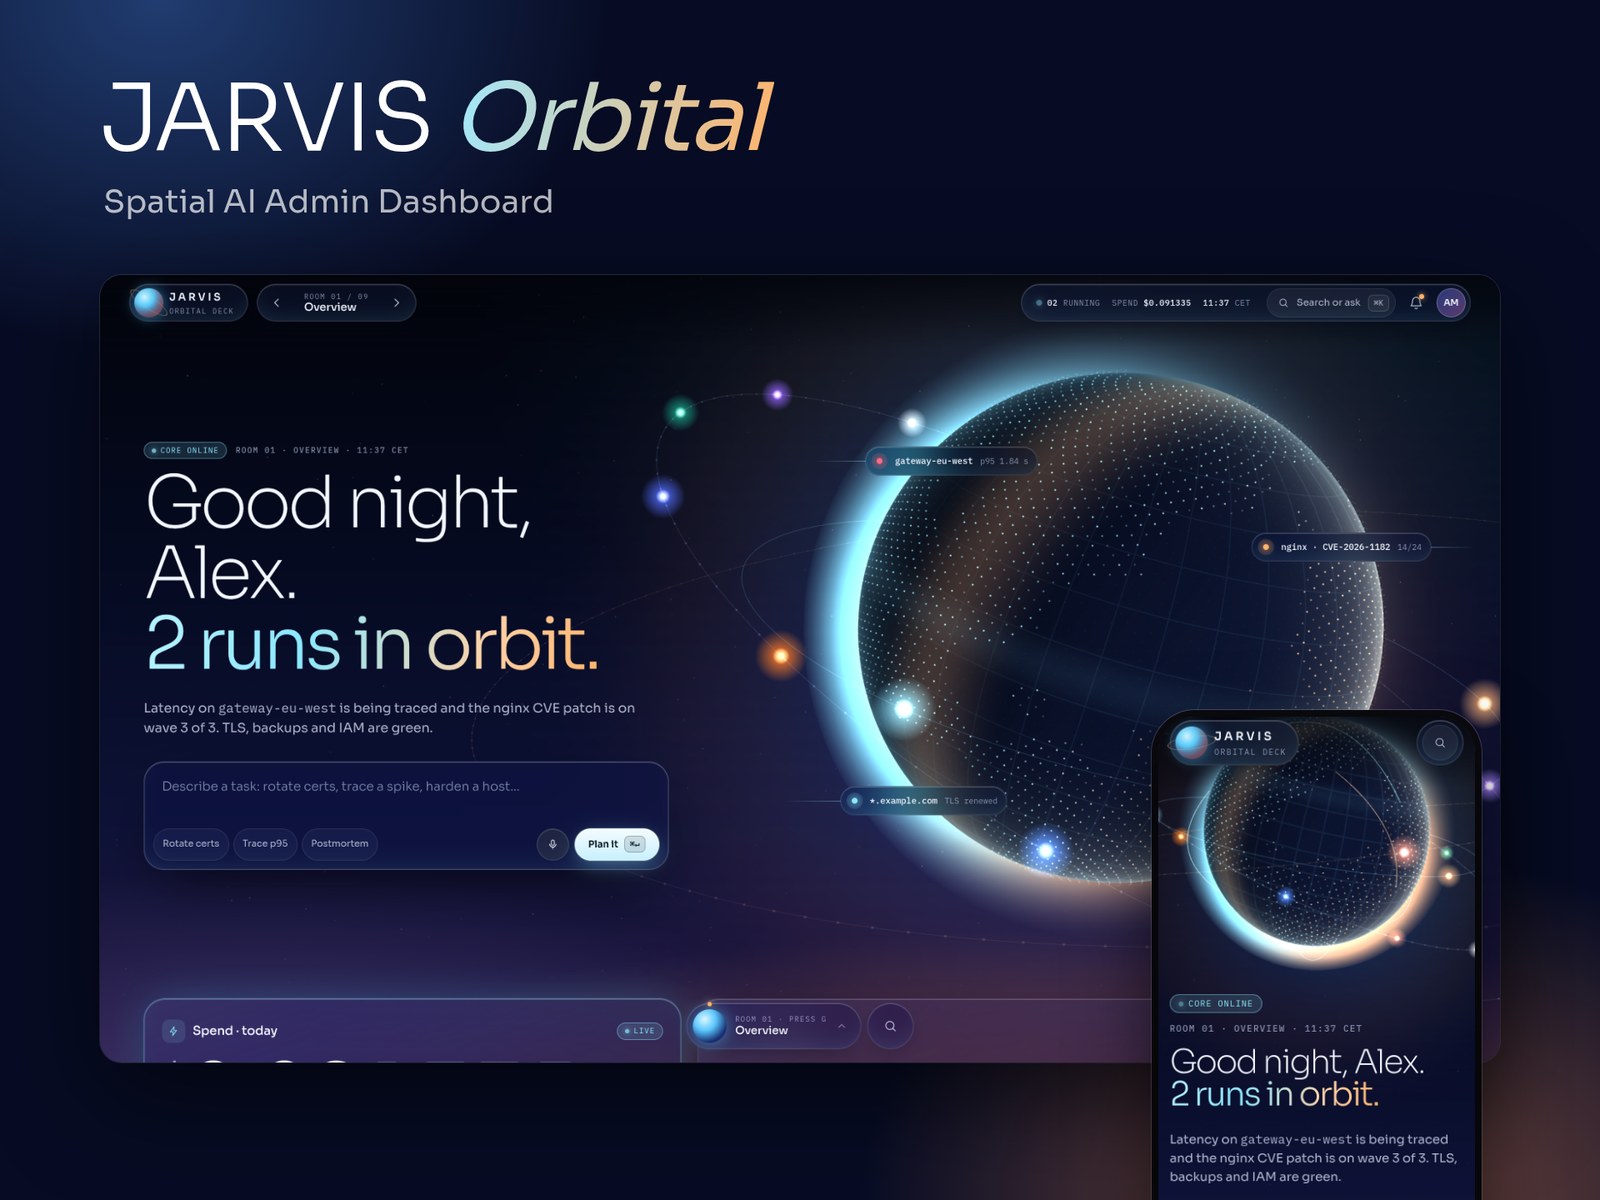 JARVIS Orbital
Spatial AI Admin Dashboard
JARVIS
ORBITAL DECK
ROOM 01 / 09
Overview
02 RUNNING SPEND $0.091335 11:37 CET
Search or ask ⌘K
AM
CORE ONLINE ROOM 01 · OVERVIEW · 11:37 CET
Good night,
Alex.
2 runs in orbit.
Latency on gateway-eu-west is being traced and the nginx CVE patch is on
wave 3 of 3. TLS, backups and IAM are green.
Describe a task: rotate certs, trace a spike, harden a host...
Rotate certs Trace p95 Postmortem
Plan It ⌘↵
gateway-eu-west p95 1.84 s
nginx · CVE-2026-1182 14/24
*.example.com TLS renewed
Spend · today
LIVE
ROOM 01 · PRESS G
Overview
JARVIS
ORBITAL DECK
CORE ONLINE
ROOM 01 · OVERVIEW · 11:37 CET
Good night, Alex.
2 runs in orbit.
Latency on gateway-eu-west is being traced
and the nginx CVE patch is on wave 3 of 3. TLS,
backups and IAM are green.